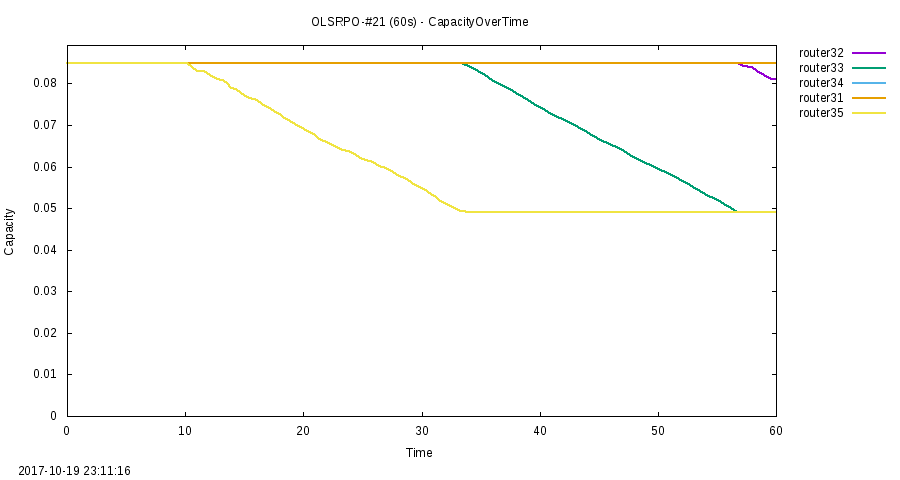 OLSRPO-#21 (60s) - CapacityOverTime
router32
router33
router34
router31
router35
0.08
0.07
0.06
0.05
0.04
0.03
0.02
0.01
0
Capacity
0 10 20 30 40 50 60
Time
2017-10-19 23:11:16